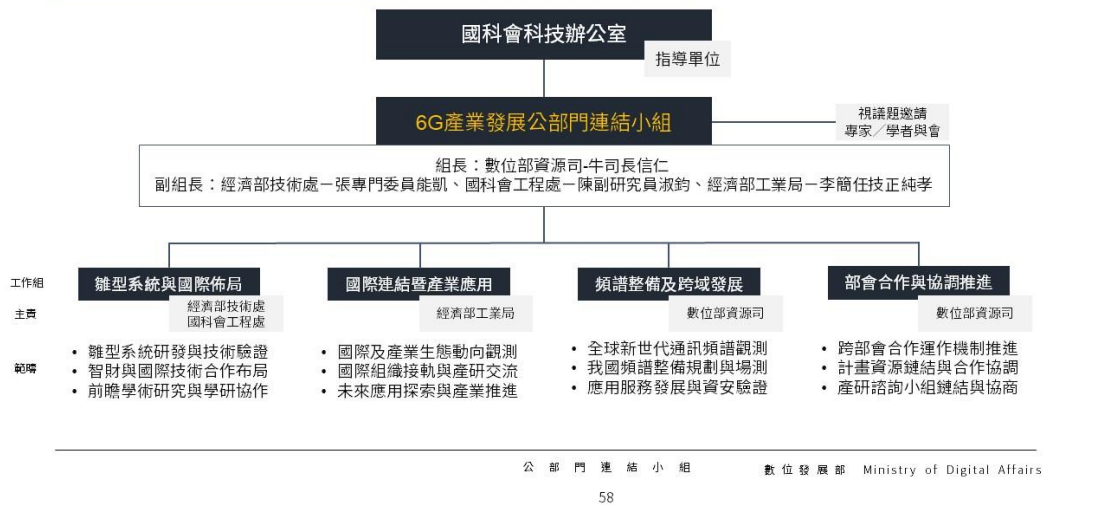 國科會科技辦公室
指導單位
6G產業發展公部門連結小組
視議題邀請
專家／學者與會
組長：數位部資源司-牛司長信仁
副組長：經濟部技術處－張專門委員能凱、國科會工程處－陳副研究員淑鈞、經濟部工業局－李簡任技正純孝
工作組
雛型系統與國際佈局
國際連結暨產業應用
頻譜整備及跨域發展
部會合作與協調推進
主責
經濟部技術處
國科會工程處
經濟部工業局
數位部資源司
數位部資源司
範疇
• 雛型系統研發與技術驗證
• 智財與國際技術合作布局
• 前瞻學術研究與學研協作
• 國際及產業生態動向觀測
• 國際組織接軌與產研交流
• 未來應用探索與產業推進
• 全球新世代通訊頻譜觀測
• 我國頻譜整備規劃與場測
• 應用服務發展與資安驗證
• 跨部會合作運作機制推進
• 計畫資源鏈結與合作協調
• 產研諮詢小組鏈結與協商
公部門連結小組
數位發展部 Ministry of Digital Affairs
58